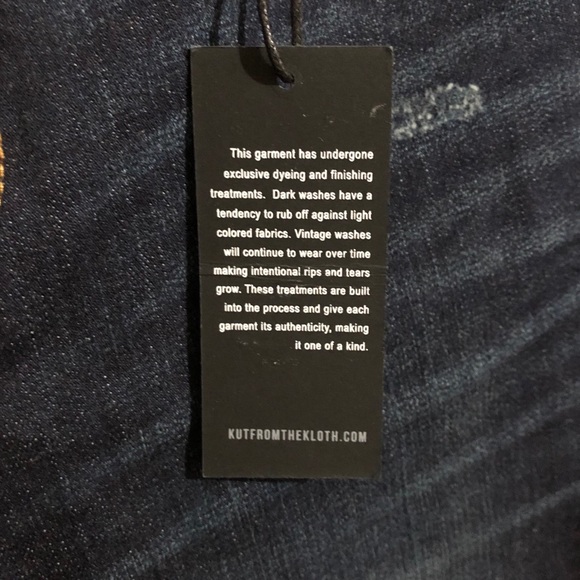 This garment has undergone
exclusive dyeing and finishing
treatments. Dark washes have a
tendency to rub off against light
colored fabrics. Vintage washes
will continue to wear over time
making intentional rips and tears
grow. These treatments are built
into the process and give each
garment its authenticity, making
it one of a kind.
KUTFROMTHEKLOTH.COM